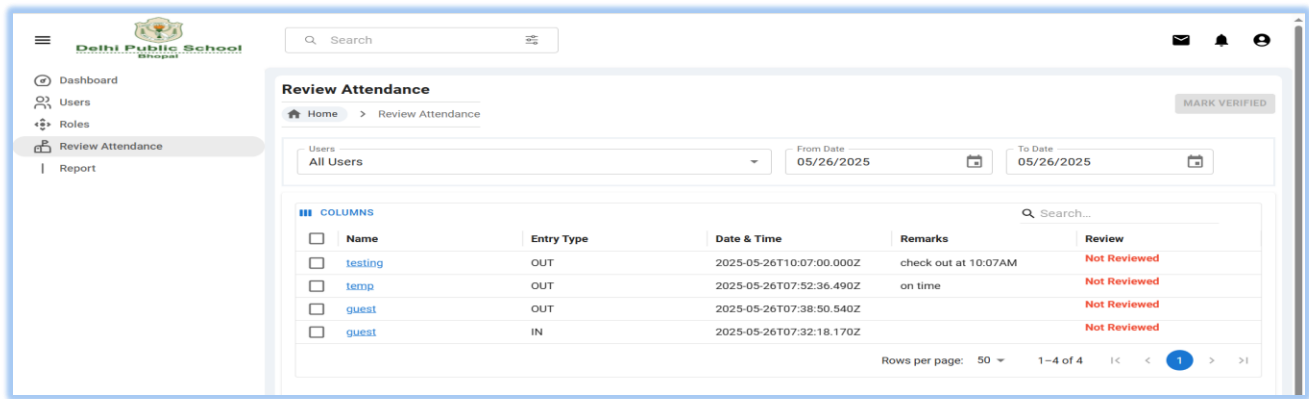 Delhi Public School
Bhopal
Search
Dashboard
Users
Roles
Review Attendance
Report
Review Attendance
MARK VERIFIED
Home > Review Attendance
Users
All Users
From Date
05/26/2025
To Date
05/26/2025
COLUMNS
Search...
Name Entry Type Date & Time Remarks Review
testing OUT 2025-05-26T10:07:00.000Z check out at 10:07AM Not Reviewed
temp OUT 2025-05-26T07:52:36.490Z on time Not Reviewed
guest OUT 2025-05-26T07:38:50.540Z Not Reviewed
guest IN 2025-05-26T07:32:18.170Z Not Reviewed
Rows per page: 50 1–4 of 4 |< < 1 > >|